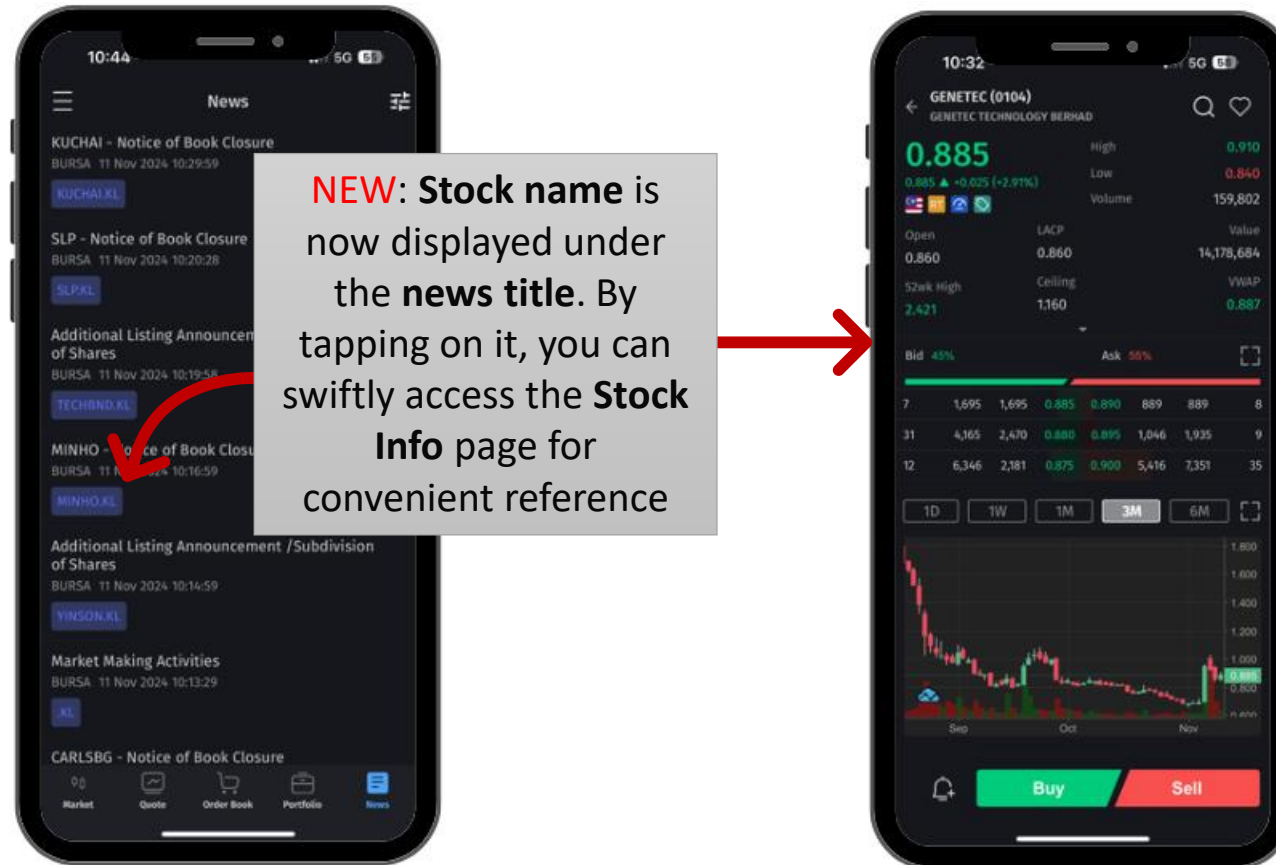 10:44
5G
News
KUCHAI - Notice of Book Closure
BURSA 11 Nov 2024 10:29:59
KUCHAI.KL
SLP - Notice of Book Closure
BURSA 11 Nov 2024 10:20:28
SLP.KL
Additional Listing
of Shares
BURSA 11 Nov 2024 10:19:58
TECHBND.KL
MINHO - of Book
BURSA 11 10:16:59
MINHO.KL
Additional Listing Announcement /Subdivision
of Shares
BURSA 11 Nov 2024 10:14:59
YINSON.KL
Market Making Activities
BURSA 11 Nov 2024 10:13:29
.KL
CARLSBG - Notice of Book Closure
Market Quote Order Book Portfolio News
NEW: Stock name is
now displayed under
the news title. By
tapping on it, you can
swiftly access the Stock
Info page for
convenient reference
10:32
5G
GENETEC (0104)
GENETEC TECHNOLOGY BERHAD
0.885
0.885 ▲ +0.025 (+2.91%)
High 0.910
Low 0.840
Volume 159,802
Open LACP Value
0.860 0.860 14,178,684
52wk High Ceiling VWAP
2.421 1.160 0.887
Bid 45% Ask 55%
7 1,695 1,695 0.885 0.890 889 889 8
31 4,165 2,470 0.880 0.895 1,046 1,935 9
12 6,346 2,181 0.875 0.900 5,416 7,351 35
1D 1W 1M 3M 6M
1.800
1.600
1.400
1.200
1.000
0.885
0.800
0.600
Sep Oct Nov
Buy Sell